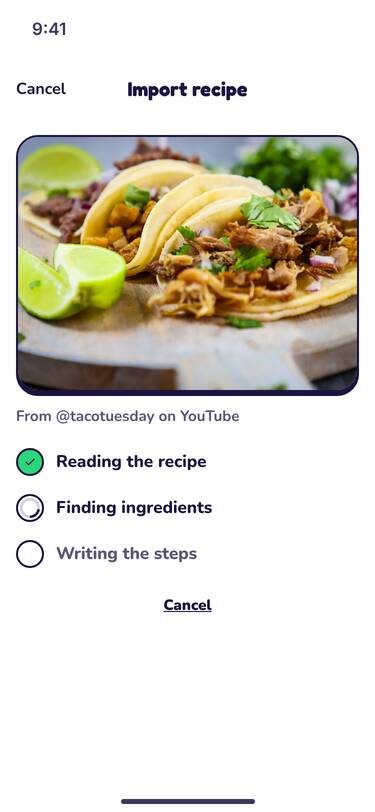 9:41
Cancel
Import recipe
From @tacotuesday on YouTube
Reading the recipe
Finding ingredients
Writing the steps
Cancel